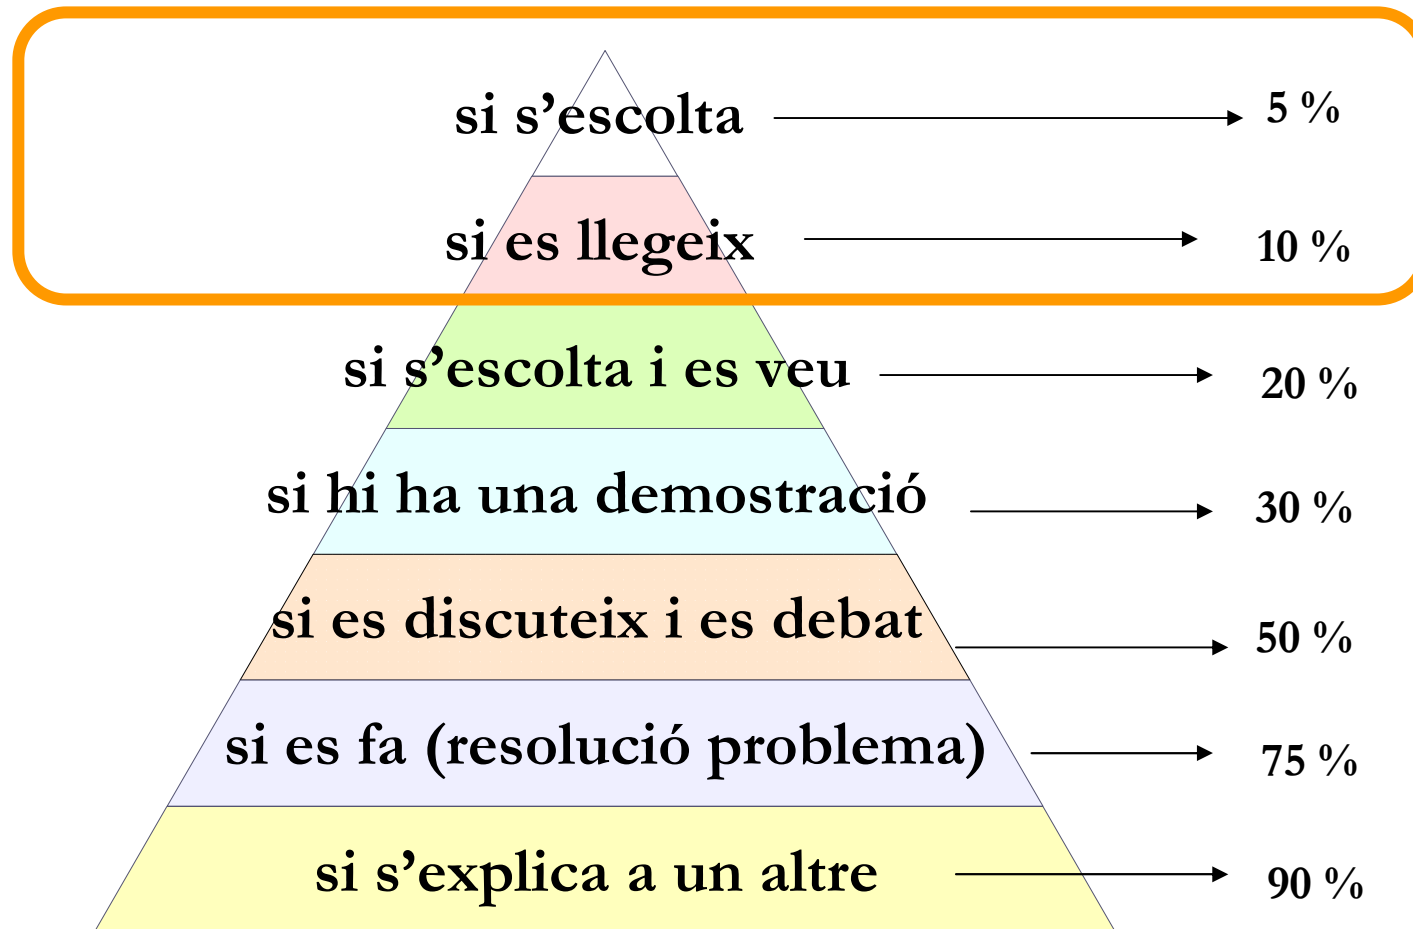 si s’escolta 5 %
si es llegeix 10 %
si s’escolta i es veu 20 %
si hi ha una demostració 30 %
si es discuteix i es debat 50 %
si es fa (resolució problema) 75 %
si s’explica a un altre 90 %